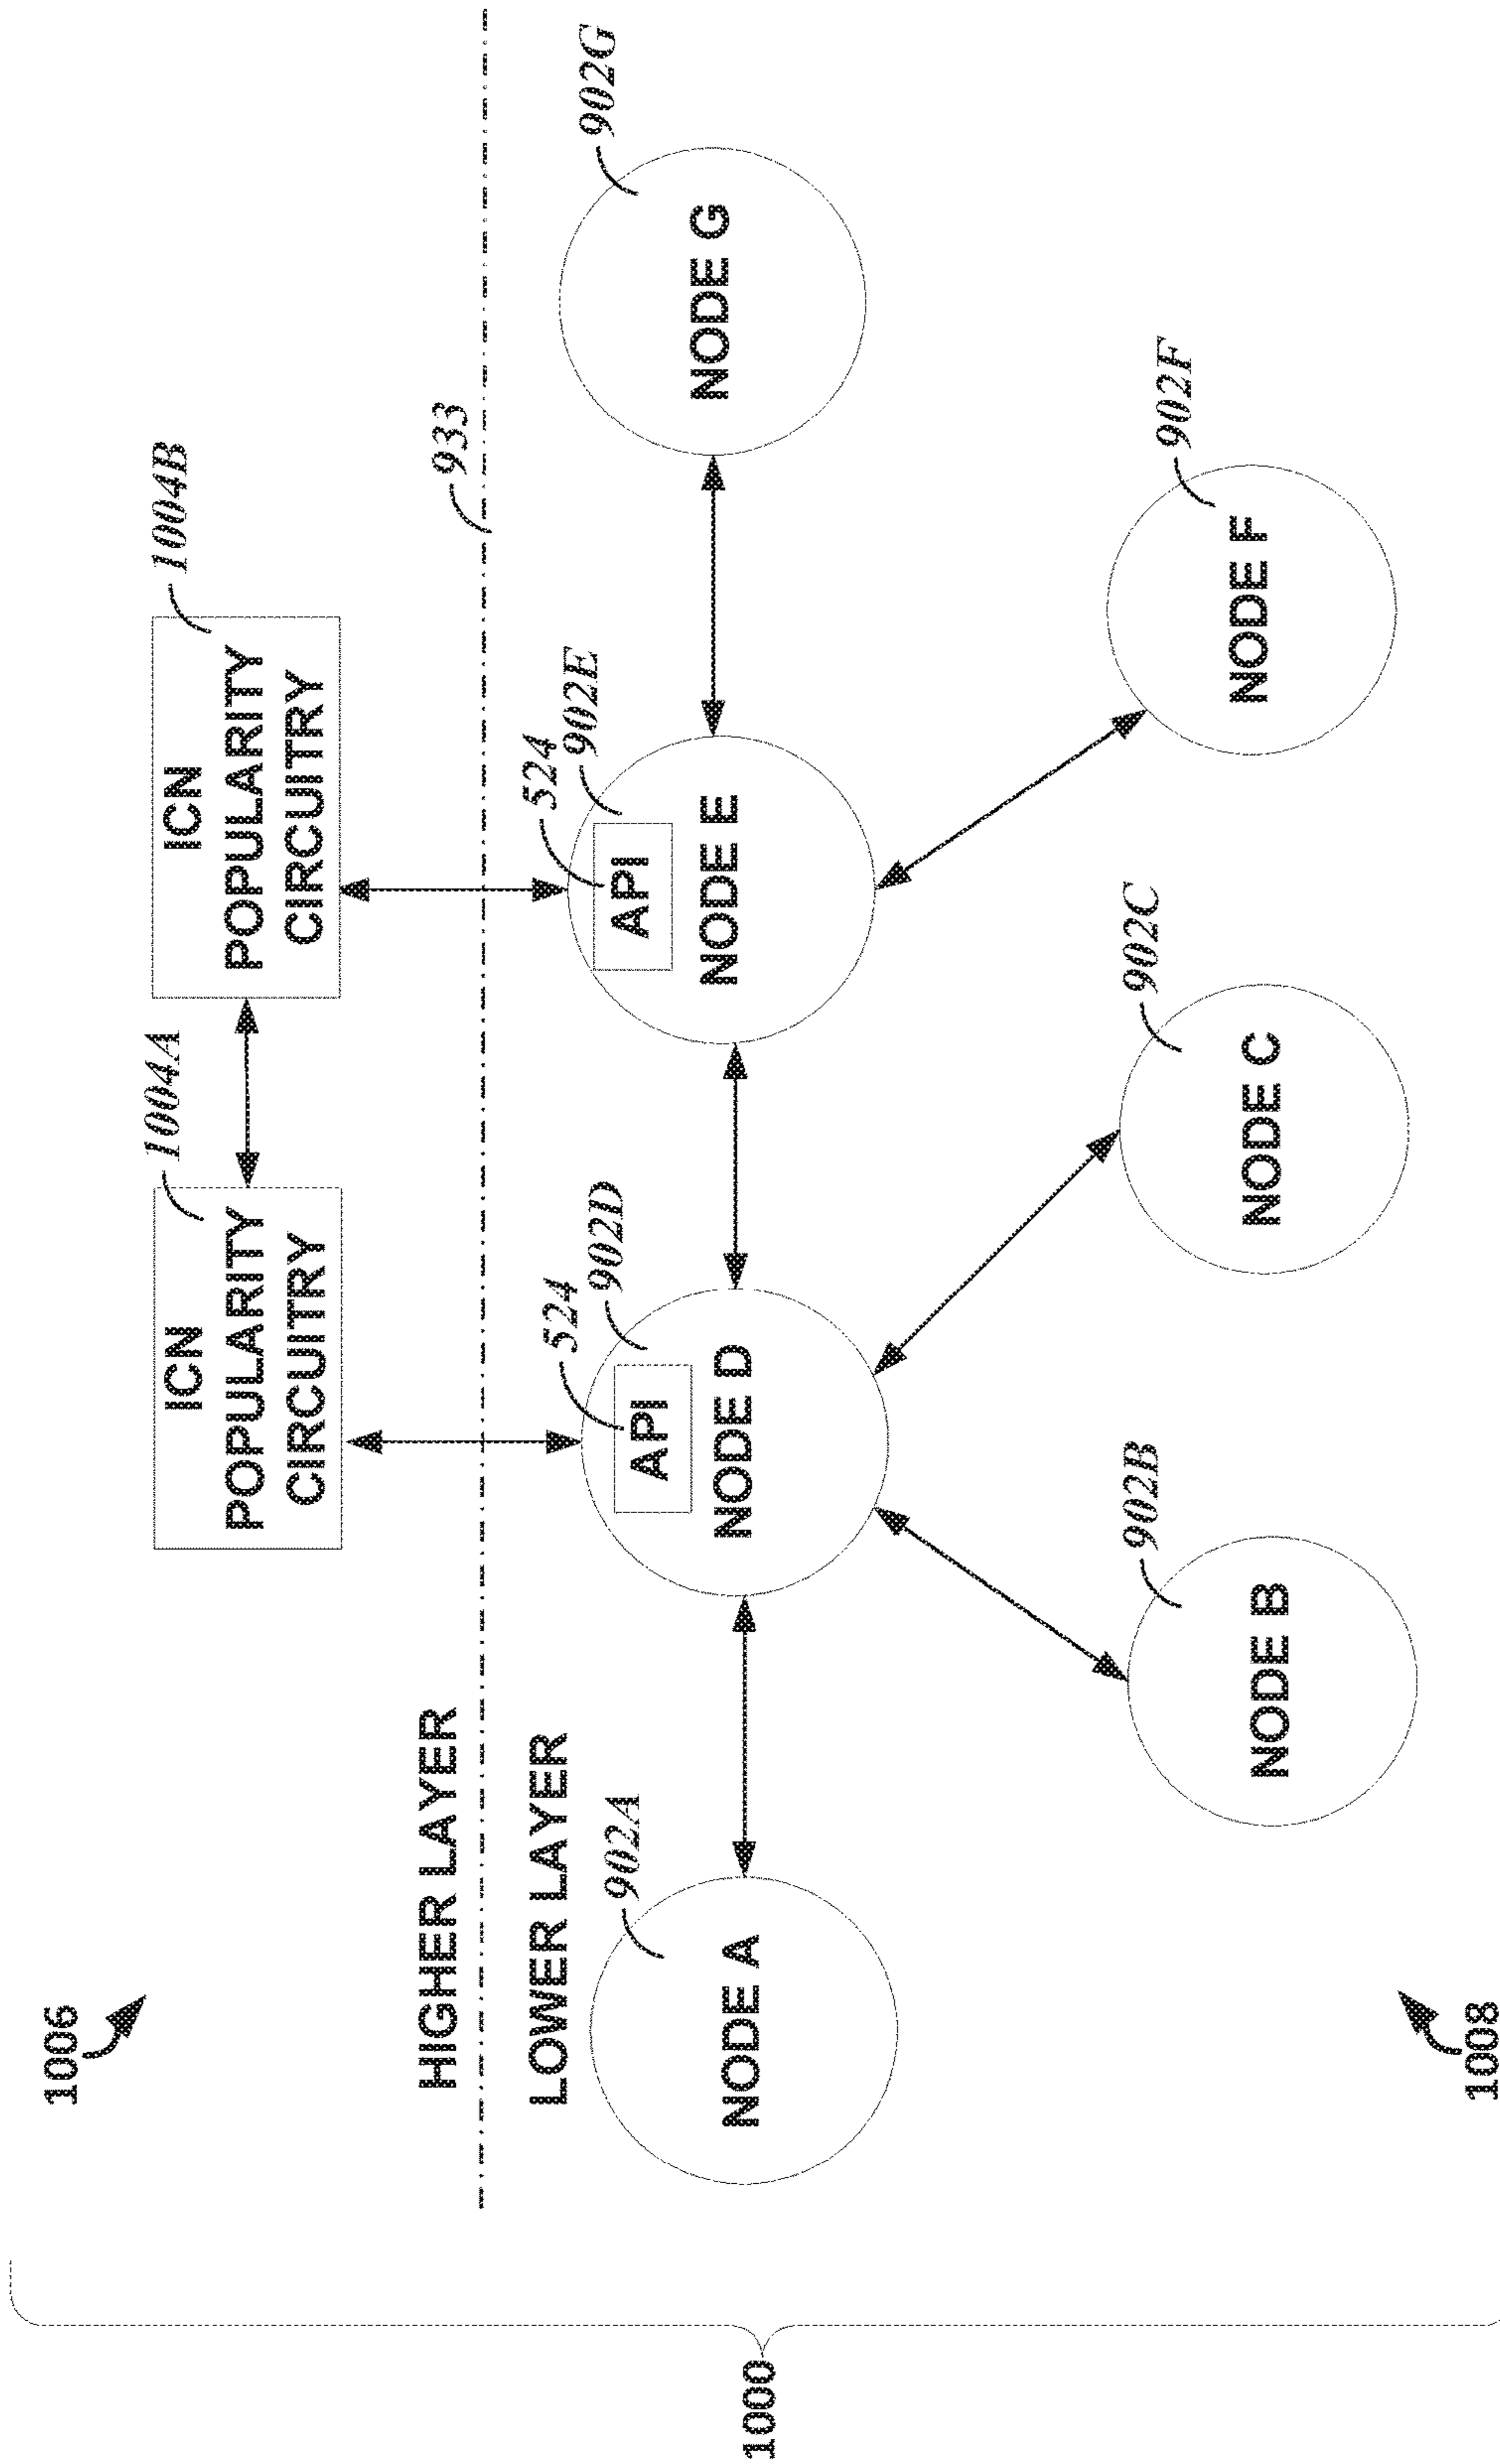 1006
1004A
1004B
ICN
POPULARITY
CIRCUITRY
ICN
POPULARITY
CIRCUITRY
933
HIGHER LAYER
LOWER LAYER
902A
524
902D
524
902E
902G
API
API
NODE A
NODE D
NODE E
NODE G
902B
902C
902F
NODE B
NODE C
NODE F
1008
1000